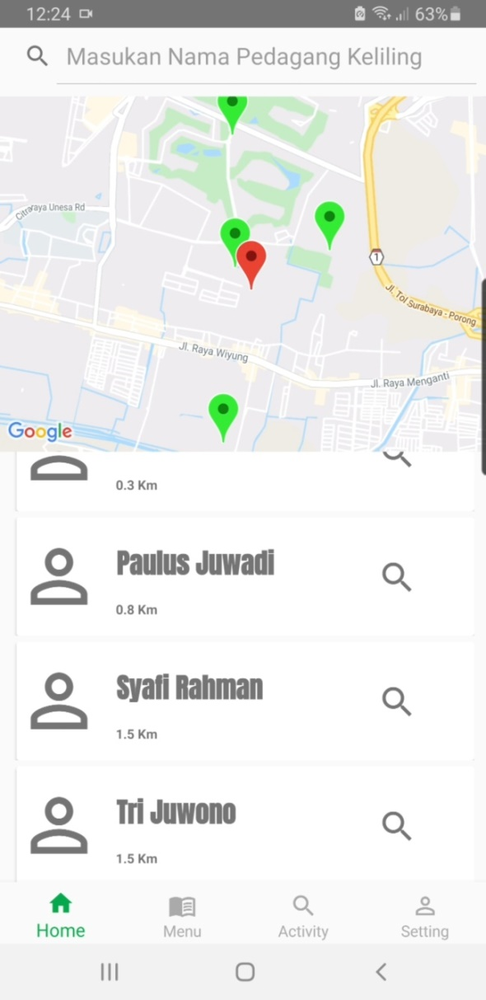 12:24 63%
Masukan Nama Pedagang Keliling
Citraraya Unesa Rd
1
Jl. Tol Surabaya - Porong
Jl. Raya Wiyung
Jl. Raya Menganti
Google
0.3 Km
Paulus Juwadi
0.8 Km
Syafi Rahman
1.5 Km
Tri Juwono
1.5 Km
Home Menu Activity Setting